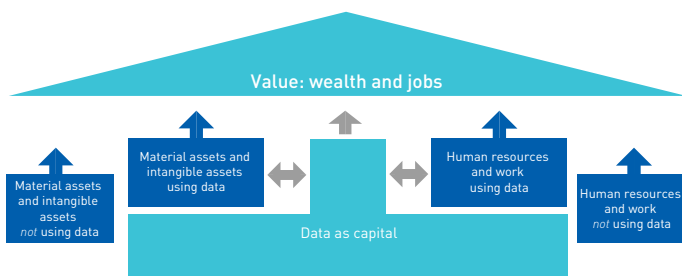 Value: wealth and jobs
Material assets and
intangible assets
using data
Human resources
and work
using data
Material assets
and intangible
assets
not using data
Human resources
and work
not using data
Data as capital